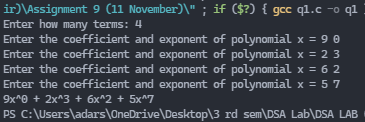 ir)\Assignment 9 (11 November)\" ; if ($?) { gcc q1.c -o q1 }
Enter how many terms: 4
Enter the coefficient and exponent of polynomial x = 9 0
Enter the coefficient and exponent of polynomial x = 2 3
Enter the coefficient and exponent of polynomial x = 6 2
Enter the coefficient and exponent of polynomial x = 5 7
9x^0 + 2x^3 + 6x^2 + 5x^7
PS C:\Users\adars\OneDrive\Desktop\3 rd sem\DSA Lab\DSA LAB